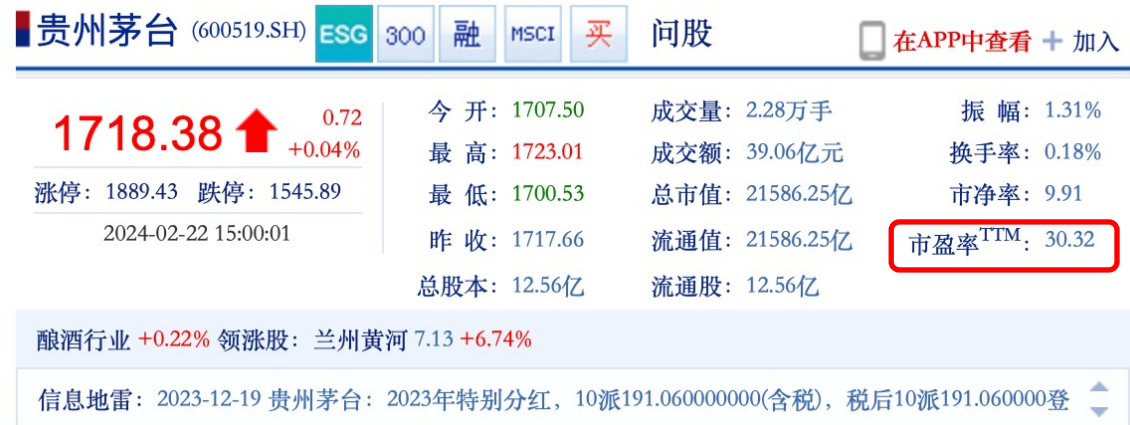 贵州茅台 (600519.SH) ESG 300 融 MSCI 买 问股 在APP中查看 + 加入
1718.38 0.72 +0.04%
涨停：1889.43 跌停：1545.89
2024-02-22 15:00:01
今 开：1707.50 成交量：2.28万手 振 幅：1.31%
最 高：1723.01 成交额：39.06亿元 换手率：0.18%
最 低：1700.53 总市值：21586.25亿 市净率：9.91
昨 收：1717.66 流通值：21586.25亿 市盈率TTM：30.32
总股本：12.56亿 流通股：12.56亿
酿酒行业 +0.22% 领涨股：兰州黄河 7.13 +6.74%
信息地雷：2023-12-19 贵州茅台：2023年特别分红，10派191.060000000(含税)，税后10派191.060000登